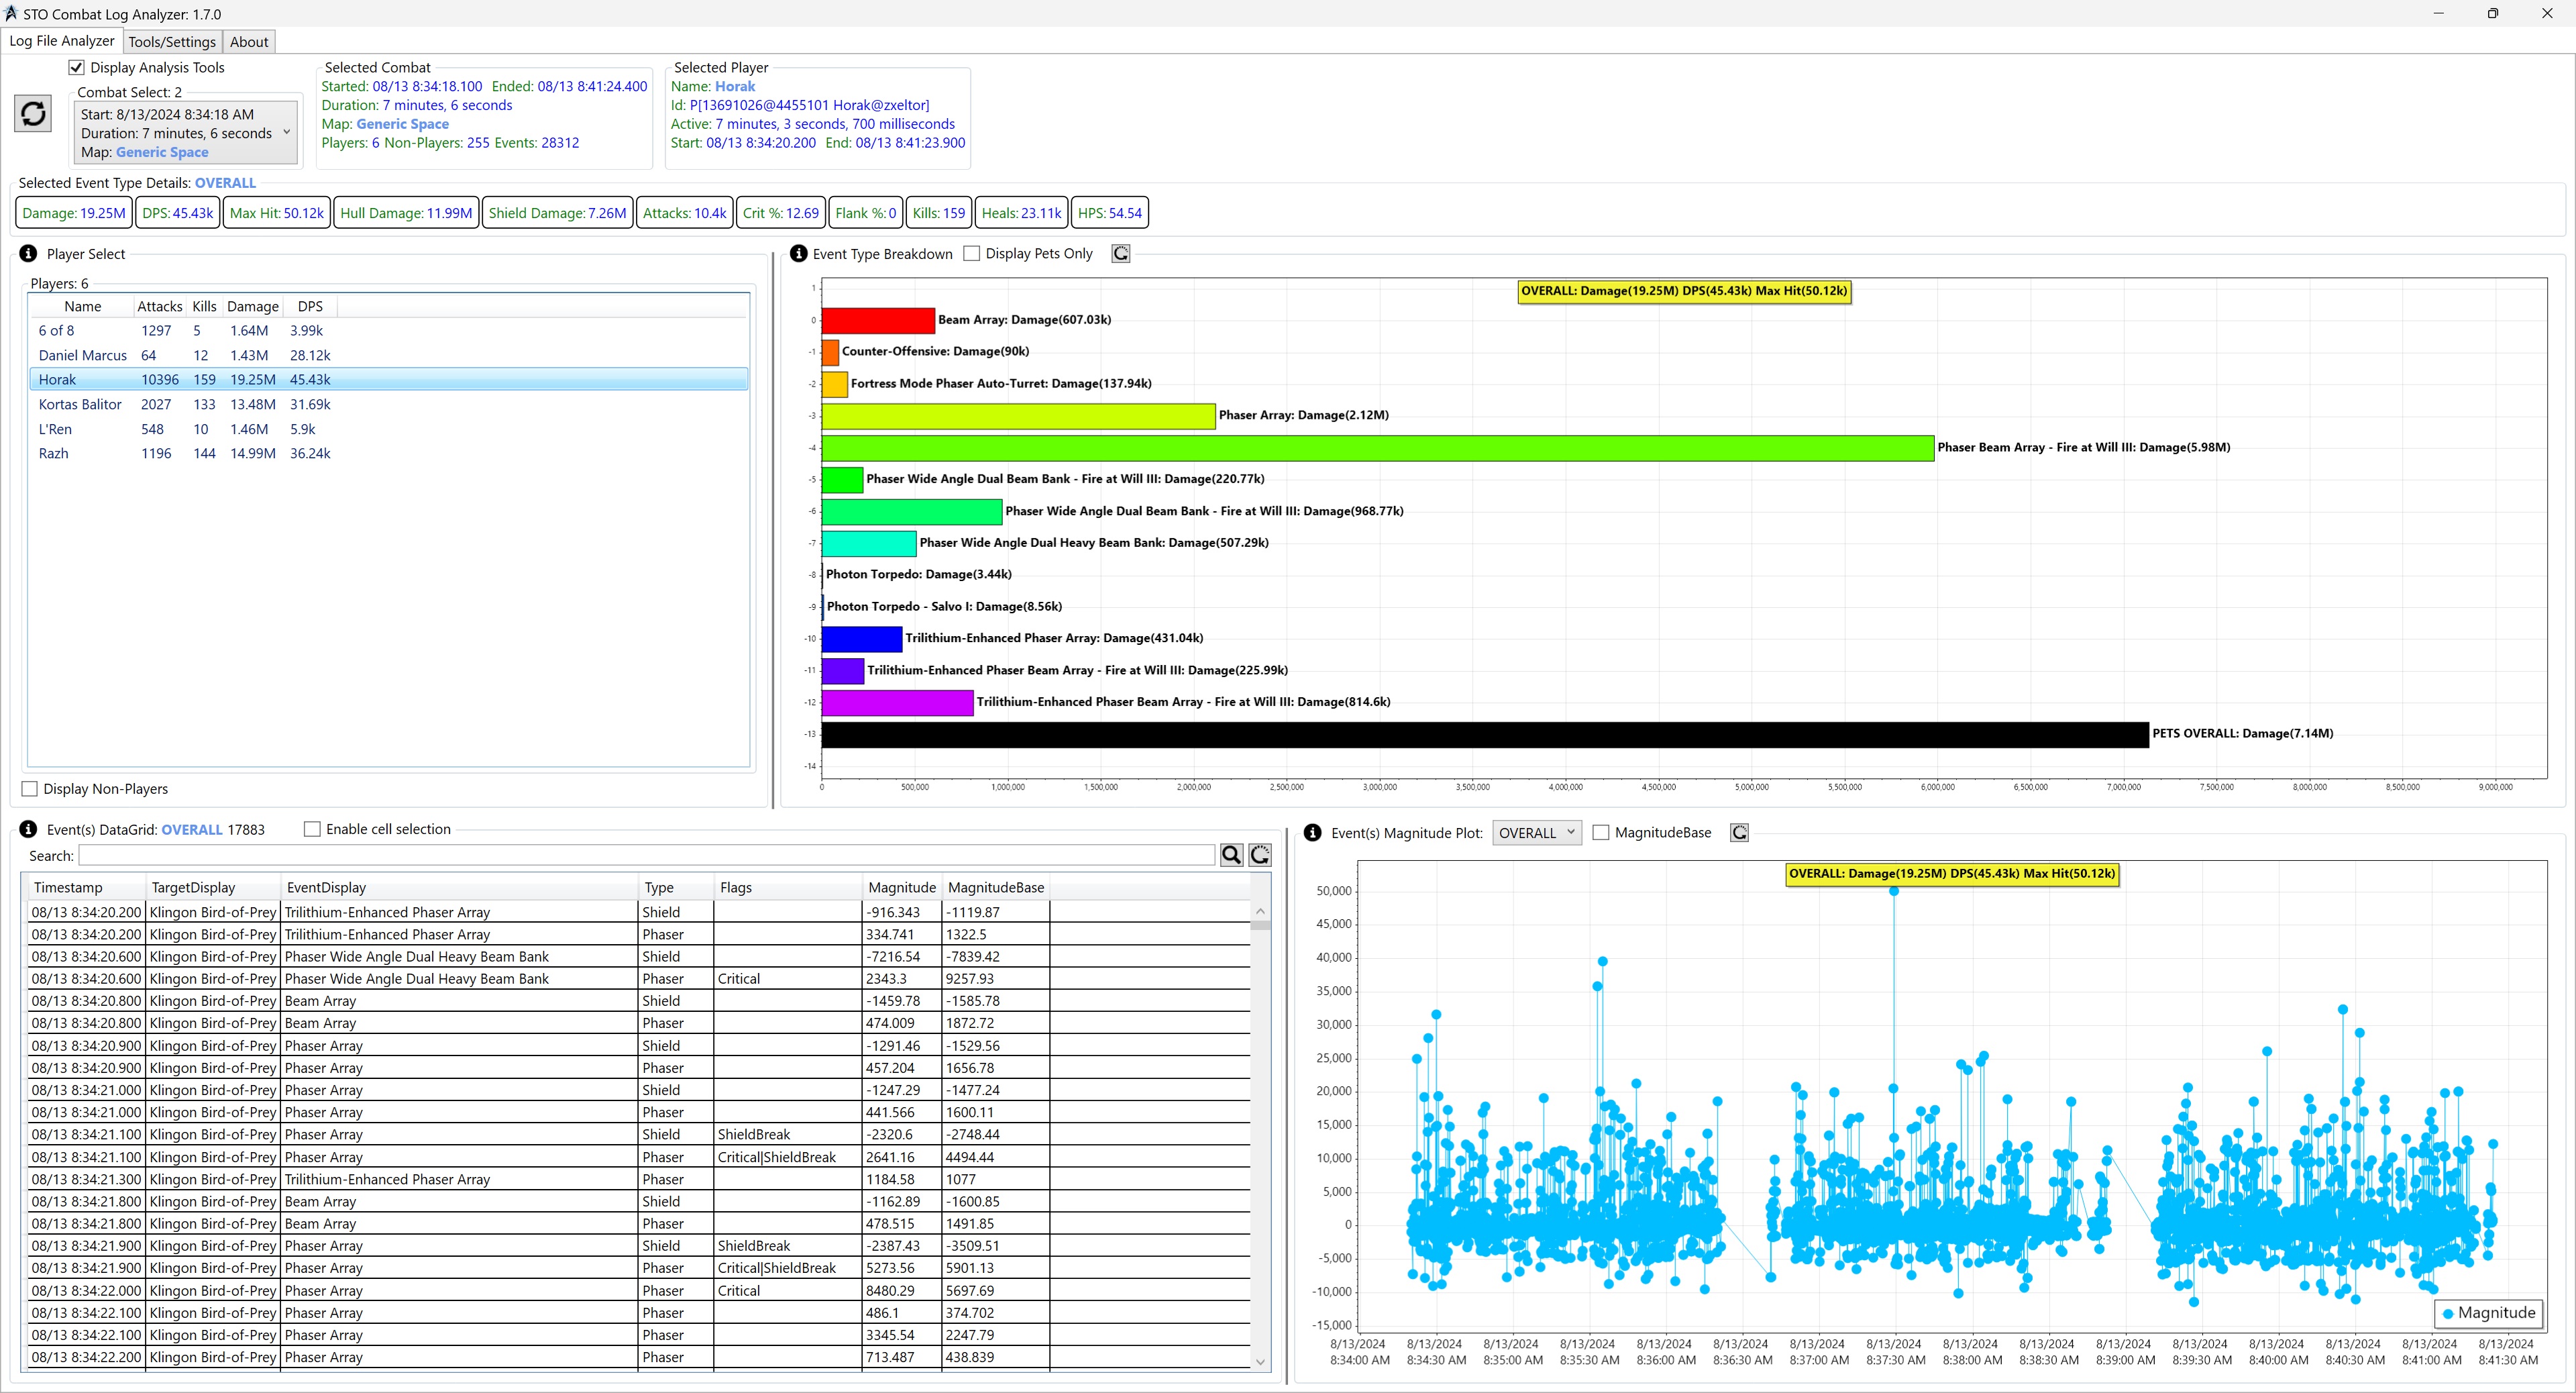 STO Combat Log Analyzer: 1.7.0
Log File Analyzer Tools/Settings About
Display Analysis Tools
Combat Select: 2
Start: 8/13/2024 8:34:18 AM
Duration: 7 minutes, 6 seconds
Map: Generic Space
Selected Combat
Started: 08/13 8:34:18.100 Ended: 08/13 8:41:24.400
Duration: 7 minutes, 6 seconds
Map: Generic Space
Players: 6 Non-Players: 255 Events: 28312
Selected Player
Name: Horak
Id: P[13691026@4455101 Horak@zxeltor]
Active: 7 minutes, 3 seconds, 700 milliseconds
Start: 08/13 8:34:20.200 End: 08/13 8:41:23.900
Selected Event Type Details: OVERALL
Damage: 19.25M DPS: 45.43k Max Hit: 50.12k Hull Damage: 11.99M Shield Damage: 7.26M Attacks: 10.4k Crit %: 12.69 Flank %: 0 Kills: 159 Heals: 23.11k HPS: 54.54
Player Select
Players: 6
Name Attacks Kills Damage DPS
6 of 8 1297 5 1.64M 3.99k
Daniel Marcus 64 12 1.43M 28.12k
Horak 10396 159 19.25M 45.43k
Kortas Balitor 2027 133 13.48M 31.69k
L'Ren 548 10 1.46M 5.9k
Razh 1196 144 14.99M 36.24k
Display Non-Players
Event Type Breakdown Display Pets Only
OVERALL: Damage(19.25M) DPS(45.43k) Max Hit(50.12k)
1
0 Beam Array: Damage(607.03k)
-1 Counter-Offensive: Damage(90k)
-2 Fortress Mode Phaser Auto-Turret: Damage(137.94k)
-3 Phaser Array: Damage(2.12M)
-4 Phaser Beam Array - Fire at Will III: Damage(5.98M)
-5 Phaser Wide Angle Dual Beam Bank - Fire at Will III: Damage(220.77k)
-6 Phaser Wide Angle Dual Beam Bank - Fire at Will III: Damage(968.77k)
-7 Phaser Wide Angle Dual Heavy Beam Bank: Damage(507.29k)
-8 Photon Torpedo: Damage(3.44k)
-9 Photon Torpedo - Salvo I: Damage(8.56k)
-10 Trilithium-Enhanced Phaser Array: Damage(431.04k)
-11 Trilithium-Enhanced Phaser Beam Array - Fire at Will III: Damage(225.99k)
-12 Trilithium-Enhanced Phaser Beam Array - Fire at Will III: Damage(814.6k)
-13 PETS OVERALL: Damage(7.14M)
-14
0 500,000 1,000,000 1,500,000 2,000,000 2,500,000 3,000,000 3,500,000 4,000,000 4,500,000 5,000,000 5,500,000 6,000,000 6,500,000 7,000,000 7,500,000 8,000,000 8,500,000 9,000,000
Event(s) DataGrid: OVERALL 17883 Enable cell selection
Search:
Timestamp TargetDisplay EventDisplay Type Flags Magnitude MagnitudeBase
08/13 8:34:20.200 Klingon Bird-of-Prey Trilithium-Enhanced Phaser Array Shield -916.343 -1119.87
08/13 8:34:20.200 Klingon Bird-of-Prey Trilithium-Enhanced Phaser Array Phaser 334.741 1322.5
08/13 8:34:20.600 Klingon Bird-of-Prey Phaser Wide Angle Dual Heavy Beam Bank Shield -7216.54 -7839.42
08/13 8:34:20.600 Klingon Bird-of-Prey Phaser Wide Angle Dual Heavy Beam Bank Phaser Critical 2343.3 9257.93
08/13 8:34:20.800 Klingon Bird-of-Prey Beam Array Shield -1459.78 -1585.78
08/13 8:34:20.800 Klingon Bird-of-Prey Beam Array Phaser 474.009 1872.72
08/13 8:34:20.900 Klingon Bird-of-Prey Phaser Array Shield -1291.46 -1529.56
08/13 8:34:20.900 Klingon Bird-of-Prey Phaser Array Phaser 457.204 1656.78
08/13 8:34:21.000 Klingon Bird-of-Prey Phaser Array Shield -1247.29 -1477.24
08/13 8:34:21.000 Klingon Bird-of-Prey Phaser Array Phaser 441.566 1600.11
08/13 8:34:21.100 Klingon Bird-of-Prey Phaser Array Shield ShieldBreak -2320.6 -2748.44
08/13 8:34:21.100 Klingon Bird-of-Prey Phaser Array Phaser Critical|ShieldBreak 2641.16 4494.44
08/13 8:34:21.300 Klingon Bird-of-Prey Trilithium-Enhanced Phaser Array Phaser 1184.58 1077
08/13 8:34:21.800 Klingon Bird-of-Prey Beam Array Shield -1162.89 -1600.85
08/13 8:34:21.800 Klingon Bird-of-Prey Beam Array Phaser 478.515 1491.85
08/13 8:34:21.900 Klingon Bird-of-Prey Phaser Array Shield ShieldBreak -2387.43 -3509.51
08/13 8:34:21.900 Klingon Bird-of-Prey Phaser Array Phaser Critical|ShieldBreak 5273.56 5901.13
08/13 8:34:22.000 Klingon Bird-of-Prey Phaser Array Phaser Critical 8480.29 5697.69
08/13 8:34:22.100 Klingon Bird-of-Prey Phaser Array Phaser 486.1 374.702
08/13 8:34:22.100 Klingon Bird-of-Prey Phaser Array Phaser 3345.54 2247.79
08/13 8:34:22.200 Klingon Bird-of-Prey Phaser Array Phaser 713.487 438.839
Event(s) Magnitude Plot: OVERALL MagnitudeBase
OVERALL: Damage(19.25M) DPS(45.43k) Max Hit(50.12k)
50,000
45,000
40,000
35,000
30,000
25,000
20,000
15,000
10,000
5,000
0
-5,000
-10,000
-15,000
Magnitude
8/13/2024 8/13/2024 8/13/2024 8/13/2024 8/13/2024 8/13/2024 8/13/2024 8/13/2024 8/13/2024 8/13/2024 8/13/2024 8/13/2024 8/13/2024 8/13/2024 8/13/2024 8/13/2024
8:34:00 AM 8:34:30 AM 8:35:00 AM 8:35:30 AM 8:36:00 AM 8:36:30 AM 8:37:00 AM 8:37:30 AM 8:38:00 AM 8:38:30 AM 8:39:00 AM 8:39:30 AM 8:40:00 AM 8:40:30 AM 8:41:00 AM 8:41:30 AM